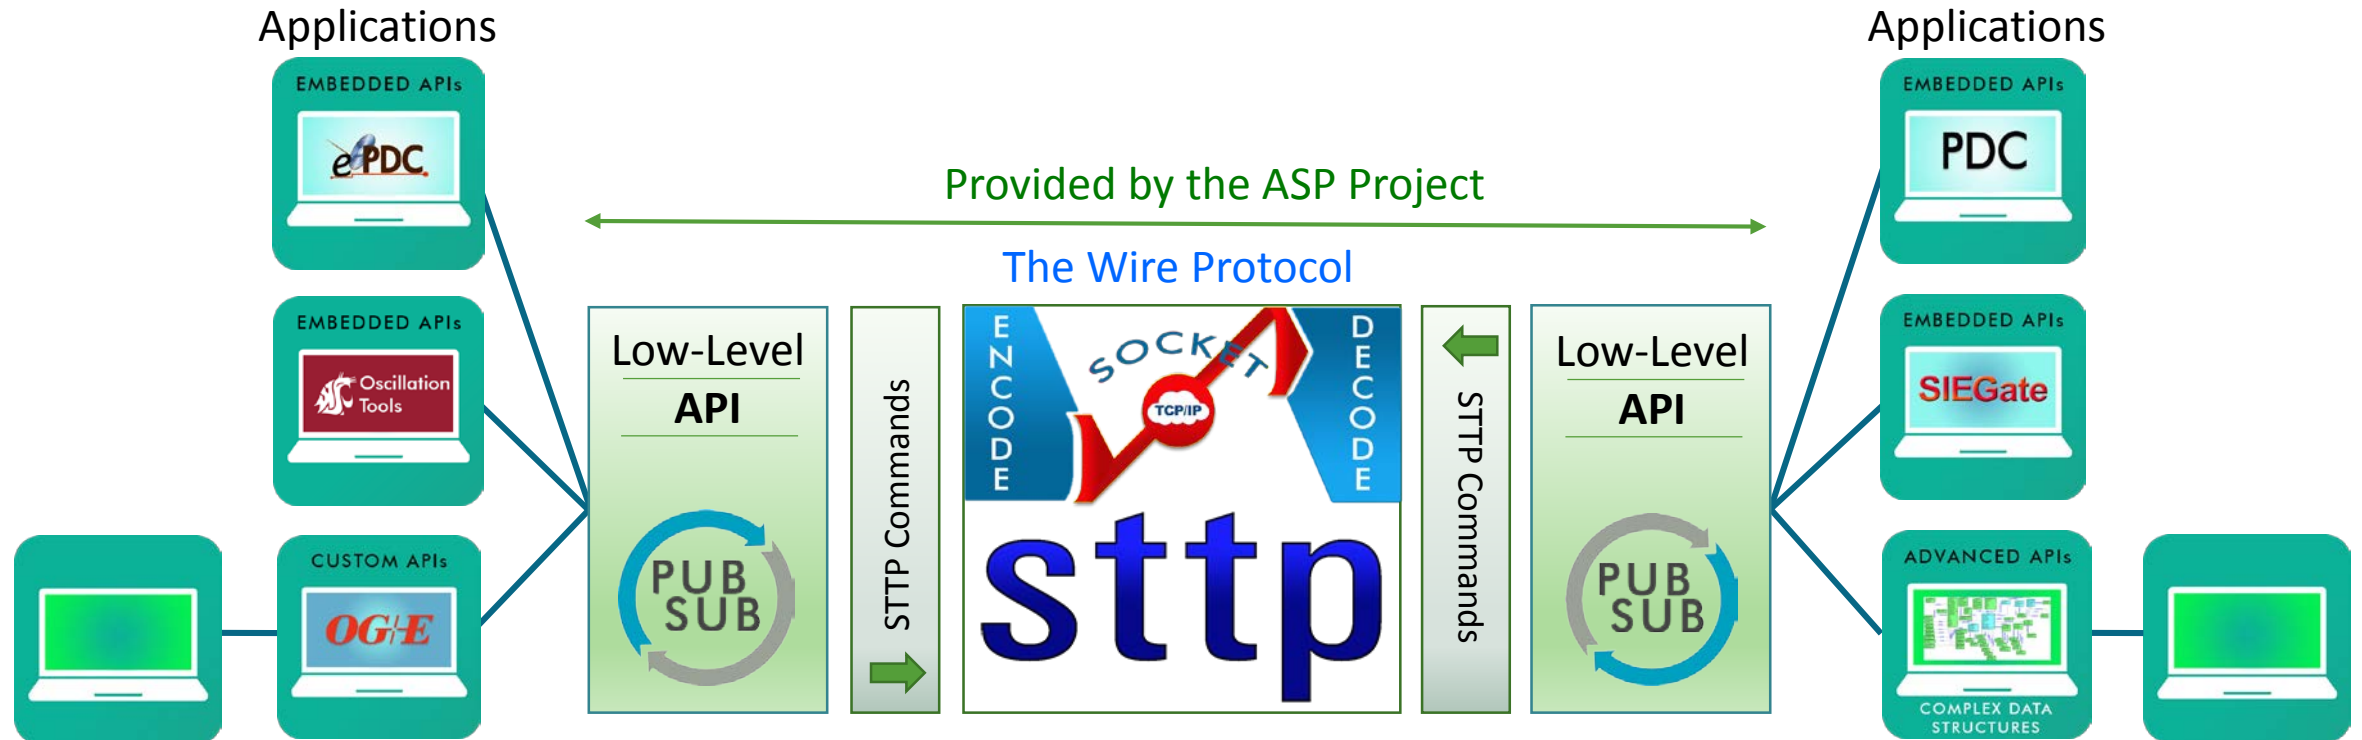 Applications
EMBEDDED APIs
ePDC
EMBEDDED APIs
Oscillation
Tools
CUSTOM APIs
OG+E
Provided by the ASP Project
The Wire Protocol
Low-Level
API
PUB
SUB
STTP Commands
ENCODE
SOCKET
TCP/IP
DECODE
sttp
STTP Commands
Low-Level
API
PUB
SUB
Applications
EMBEDDED APIs
PDC
EMBEDDED APIs
SIEGate
ADVANCED APIs
COMPLEX DATA
STRUCTURES